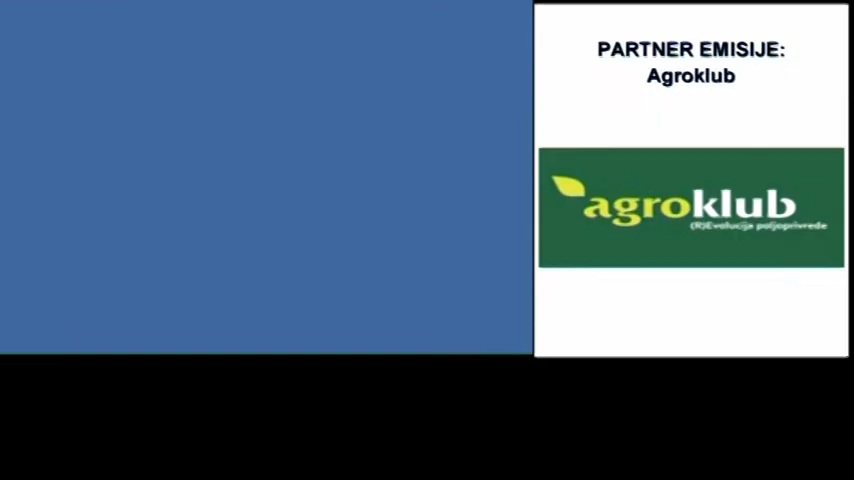 PARTNER EMISIJE:
Agroklub
agroklub
(R)Evolucija poljoprivrede